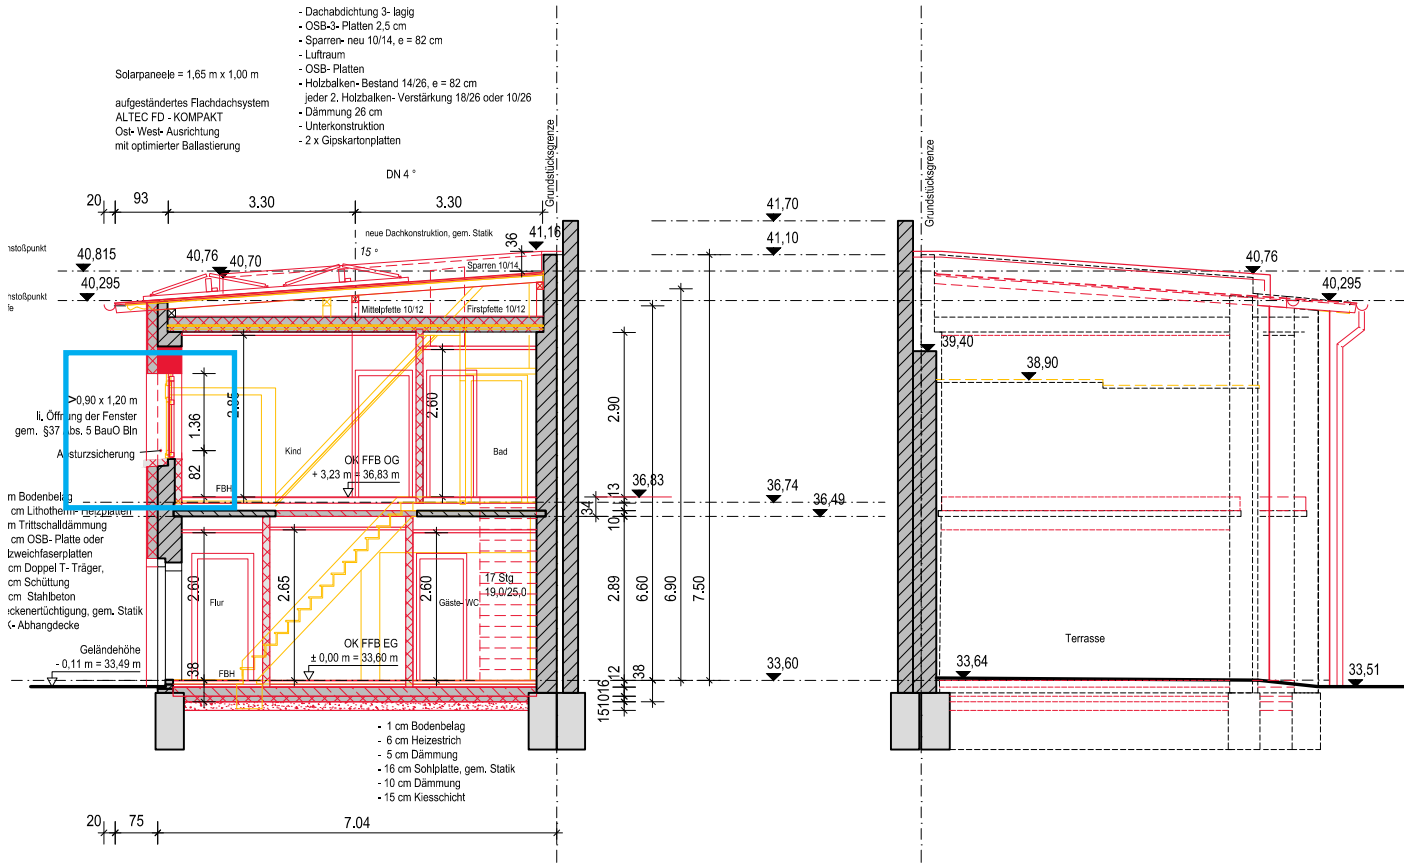 - Dachabdichtung 3- lagig
- OSB-3- Platten 2,5 cm
- Sparren- neu 10/14, e = 82 cm
- Luftraum
- OSB- Platten
- Holzbalken- Bestand 14/26, e = 82 cm
jeder 2. Holzbalken- Verstärkung 18/26 oder 10/26
- Dämmung 26 cm
- Unterkonstruktion
- 2 x Gipskartonplatten
Solarpaneele = 1,65 m x 1,00 m
aufgeständertes Flachdachsystem
ALTEC FD - KOMPAKT
Ost- West- Ausrichtung
mit optimierter Ballastierung
DN 4 °
Grundstücksgrenze
Grundstücksgrenze
20 93 3.30 3.30
41,70
neue Dachkonstruktion, gem. Statik
41,16
36
41,10
15 °
nstoßpunkt
40,815
40,76
40,70
Sparren 10/14
40,76
40,295
nstoßpunkt
40,295
Mittelpfette 10/12
Firstpfette 10/12
39,40
38,90
>0,90 x 1,20 m
li. Öffnung der Fenster
gem. §37 Abs. 5 BauO Bln
Absturzsicherung
1.36
82
2.85
2.60
2.90
Kind
Bad
OK FFB OG
+ 3,23 m = 36,83 m
FBH
36,83
36,74
36,49
13
34
10
m Bodenbelag
cm Lithotherm- Heizplatten
m Trittschalldämmung
cm OSB- Platte oder
lzweichfaserplatten
cm Doppel T- Träger,
cm Schüttung
cm Stahlbeton
eckenertüchtigung, gem. Statik
K- Abhangdecke
2.60
2.65
2.60
17 Stg
19,0/25,0
2.89
6.60
6.90
7.50
Flur
Gäste- WC
Terrasse
OK FFB EG
± 0,00 m = 33,60 m
Geländehöhe
- 0,11 m = 33,49 m
38
FBH
12
38
33,60
33,64
33,51
16
10
15
- 1 cm Bodenbelag
- 6 cm Heizestrich
- 5 cm Dämmung
- 16 cm Sohlplatte, gem. Statik
- 10 cm Dämmung
- 15 cm Kiesschicht
20 75 7.04